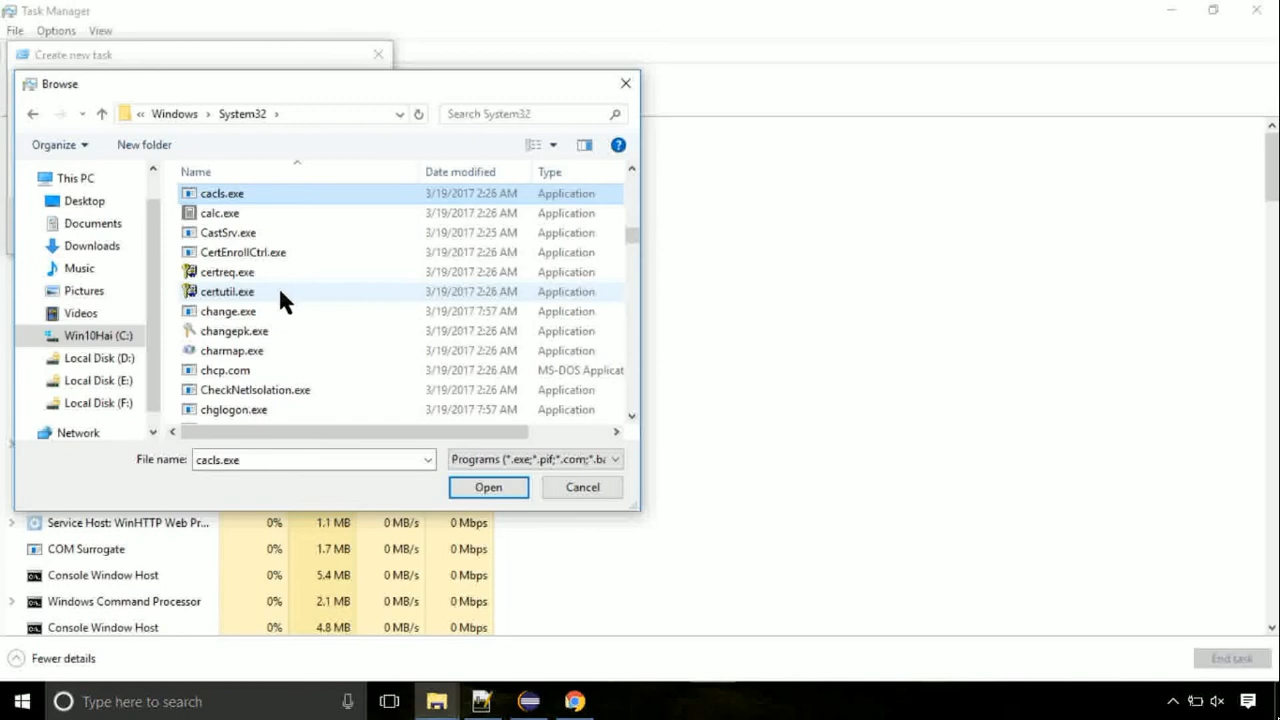 Task Manager
File Options View
Create new task
Browse
« Windows › System32 ›
Search System32
Organize New folder
Name Date modified Type
This PC
Desktop
Documents
Downloads
Music
Pictures
Videos
Win10Hai (C:)
Local Disk (D:)
Local Disk (E:)
Local Disk (F:)
Network
cacls.exe 3/19/2017 2:26 AM Application
calc.exe 3/19/2017 2:26 AM Application
CastSrv.exe 3/19/2017 2:25 AM Application
CertEnrollCtrl.exe 3/19/2017 2:26 AM Application
certreq.exe 3/19/2017 2:26 AM Application
certutil.exe 3/19/2017 2:26 AM Application
change.exe 3/19/2017 7:57 AM Application
changepk.exe 3/19/2017 2:26 AM Application
charmap.exe 3/19/2017 2:26 AM Application
chcp.com 3/19/2017 2:26 AM MS-DOS Applicat
CheckNetIsolation.exe 3/19/2017 2:26 AM Application
chglogon.exe 3/19/2017 7:57 AM Application
File name: cacls.exe Programs (*.exe;*.pif;*.com;*.ba
Open Cancel
Service Host: WinHTTP Web Pr... 0% 1.1 MB 0 MB/s 0 Mbps
COM Surrogate 0% 1.7 MB 0 MB/s 0 Mbps
Console Window Host 0% 5.4 MB 0 MB/s 0 Mbps
Windows Command Processor 0% 2.1 MB 0 MB/s 0 Mbps
Console Window Host 0% 4.8 MB 0 MB/s 0 Mbps
Fewer details
End task
Type here to search